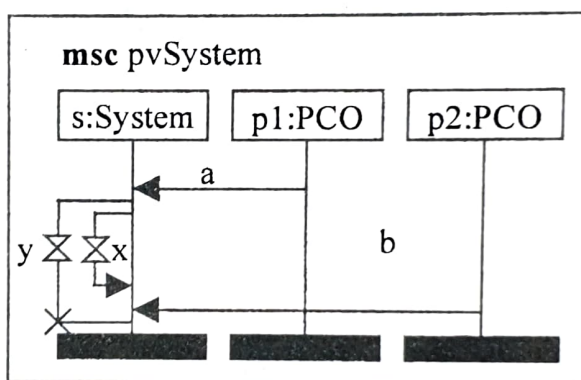 msc pvSystem
s:System p1:PCO p2:PCO
a
b
y x